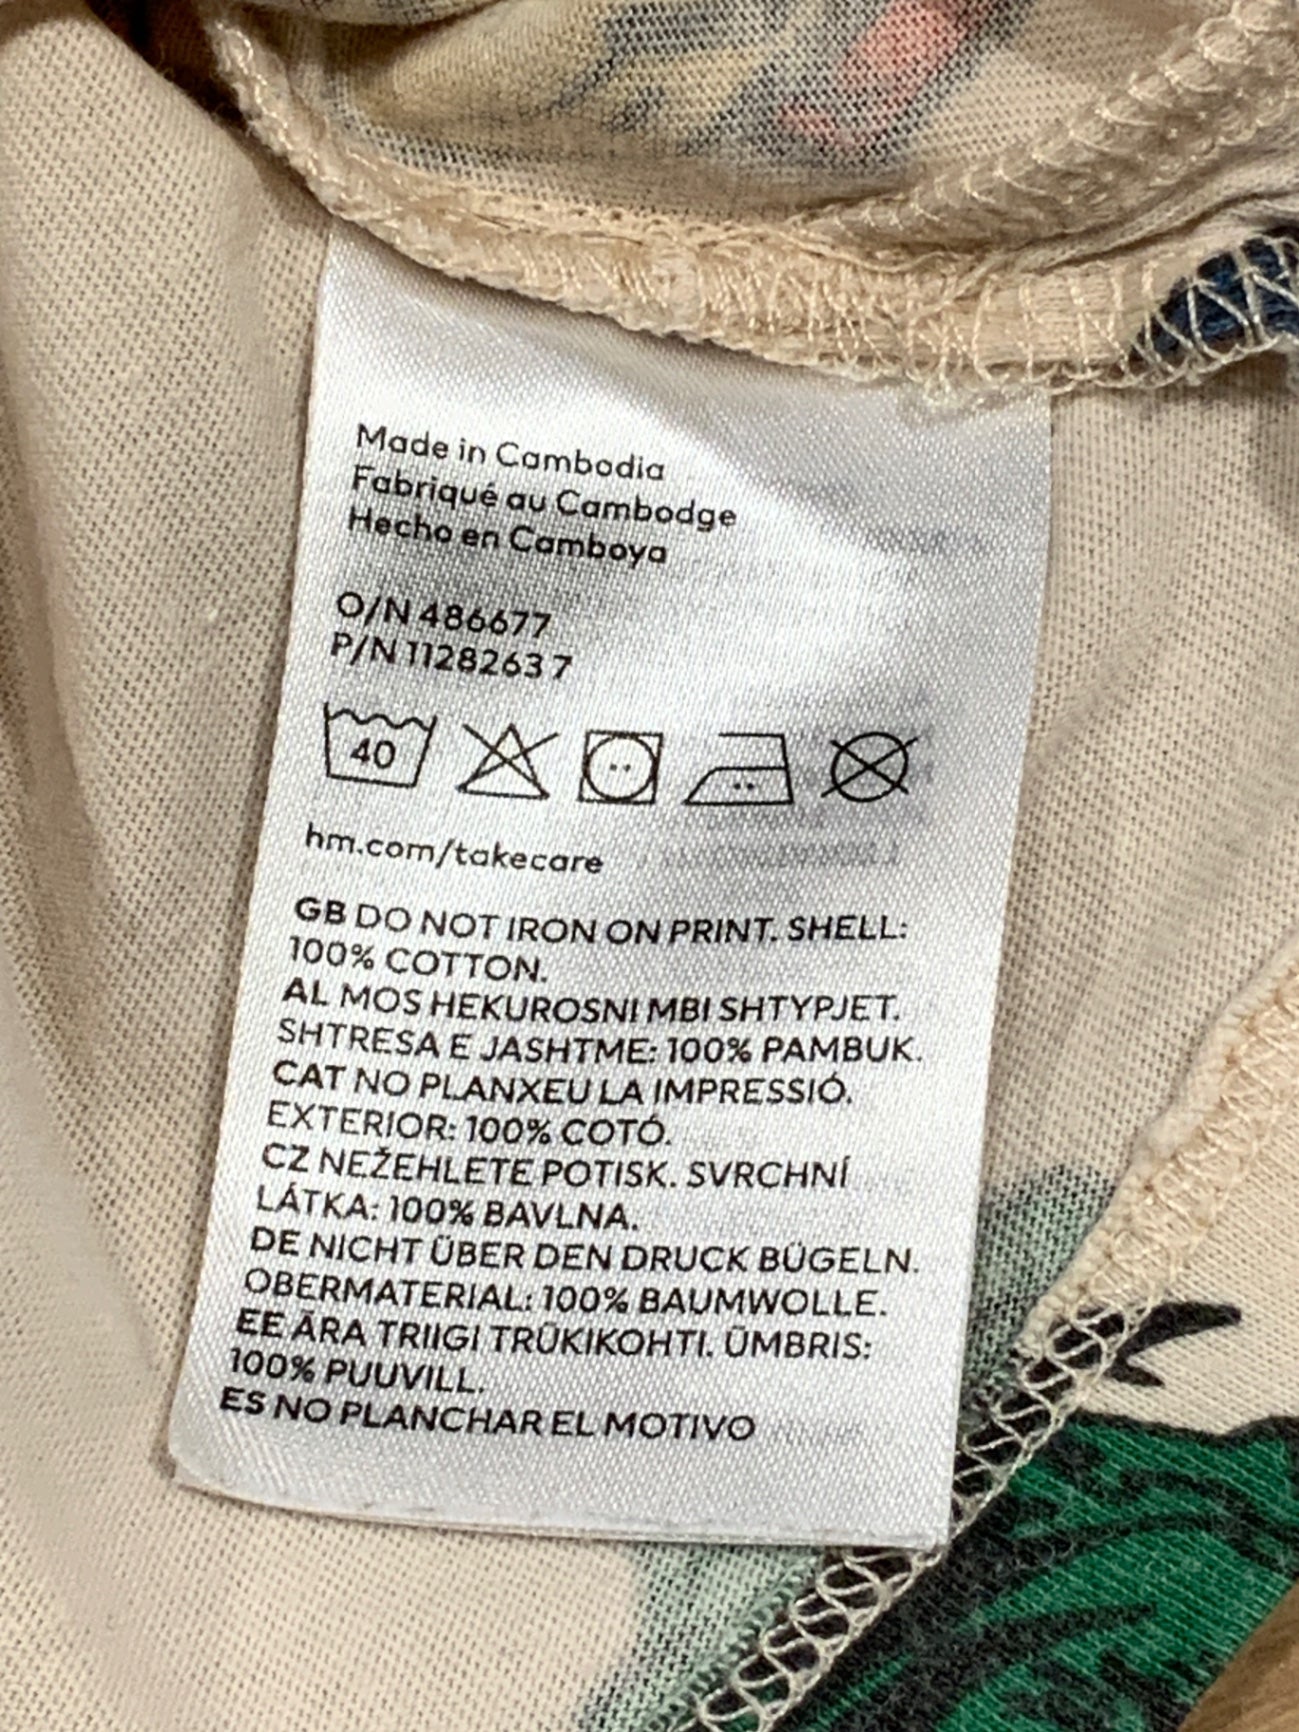 Made in Cambodia
Fabriqué au Cambodge
Hecho en Camboya
O/N 486677
P/N 11282637
40
hm.com/takecare
GB DO NOT IRON ON PRINT. SHELL:
100% COTTON.
AL MOS HEKUROSNI MBI SHTYPJET.
SHTRESA E JASHTME: 100% PAMBUK.
CAT NO PLANXEU LA IMPRESSIÓ.
EXTERIOR: 100% COTÓ.
CZ NEŽEHLETE POTISK. SVRCHNÍ
LÁTKA: 100% BAVLNA.
DE NICHT ÜBER DEN DRUCK BÜGELN.
OBERMATERIAL: 100% BAUMWOLLE.
EE ÄRA TRIIGI TRÜKIKOHTI. ÜMBRIS:
100% PUUVILL.
ES NO PLANCHAR EL MOTIVO